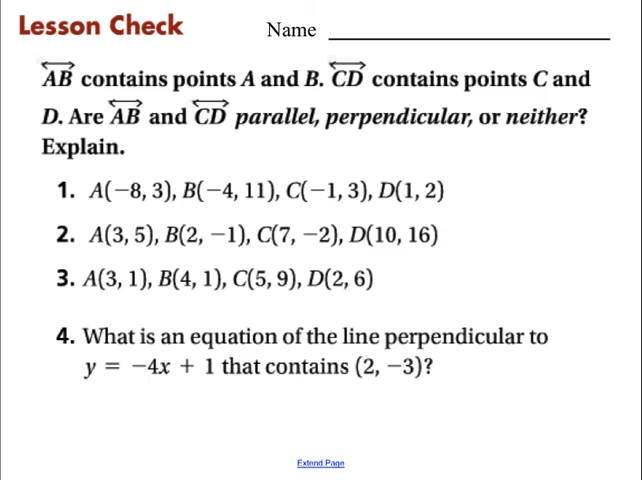 Lesson Check
Name
AB contains points A and B. CD contains points C and
D. Are AB and CD parallel, perpendicular, or neither?
Explain.
1. A(−8, 3), B(−4, 11), C(−1, 3), D(1, 2)
2. A(3, 5), B(2, −1), C(7, −2), D(10, 16)
3. A(3, 1), B(4, 1), C(5, 9), D(2, 6)
4. What is an equation of the line perpendicular to
y = −4x + 1 that contains (2, −3)?
Extend Page